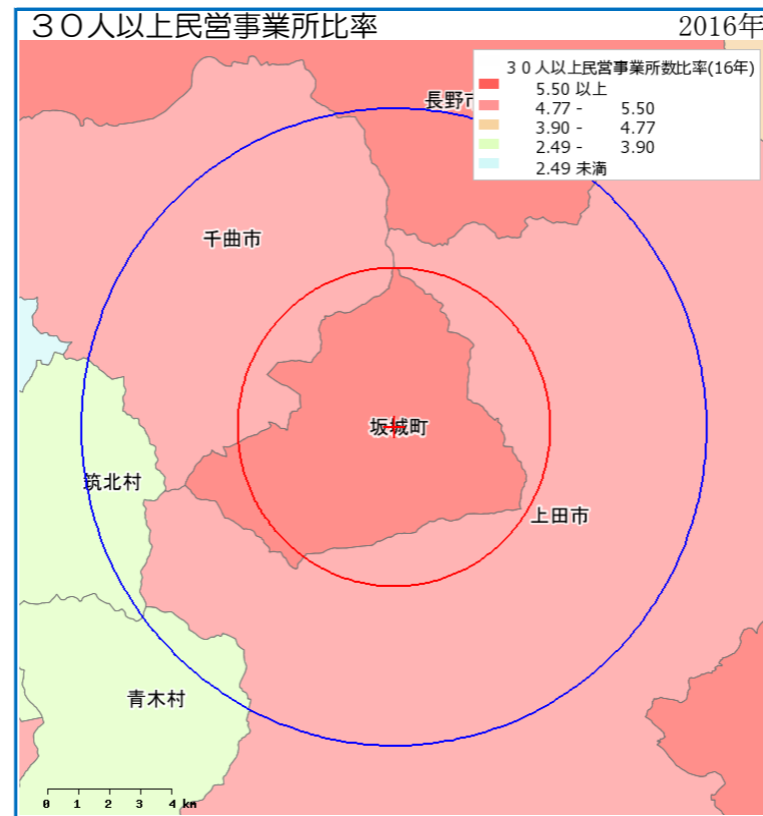 ３０人以上民営事業所比率 2016年
３０人以上民営事業所数比率(16年)
5.50 以上
4.77 - 5.50
3.90 - 4.77
2.49 - 3.90
2.49 未満
長野市
千曲市
坂城町
筑北村
上田市
青木村
0 1 2 3 4 km